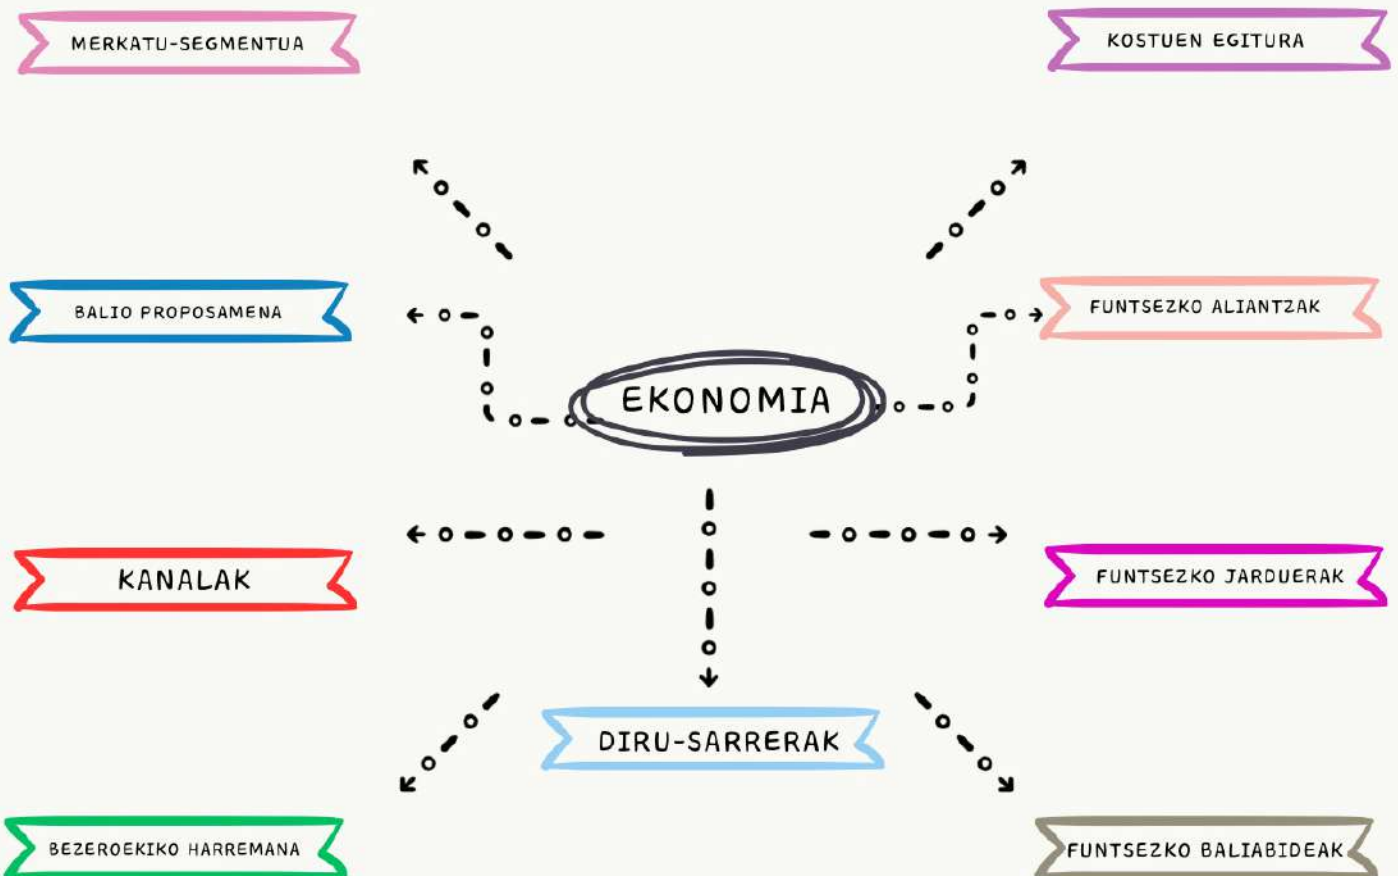 MERKATU-SEGMENTUA
KOSTUEN EGITURA
BALIO PROPOSAMENA
FUNTSEZKO ALIANTZAK
EKONOMIA
KANALAK
FUNTSEZKO JARDUERAK
DIRU-SARRERAK
BEZEROEKIKO HARREMANA
FUNTSEZKO BALIABIDEAK